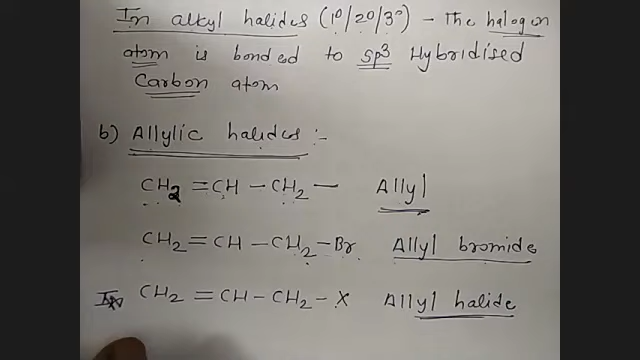 In alkyl halides (1°/2°/3°) - The halogen
atom is bonded to Sp³ Hybridised
Carbon atom
b) Allylic halides :-
CH₂ = CH - CH₂ — Allyl
CH₂ = CH - CH₂ - Br Allyl bromide
CH₂ = CH - CH₂ - X Allyl halide